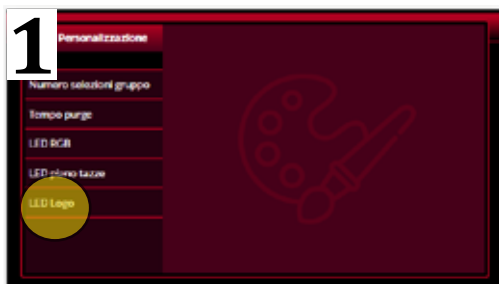 1
Personalizzazione
Numero selezioni gruppo
Tempo purge
LED RGB
LED piano tazze
LED Logo